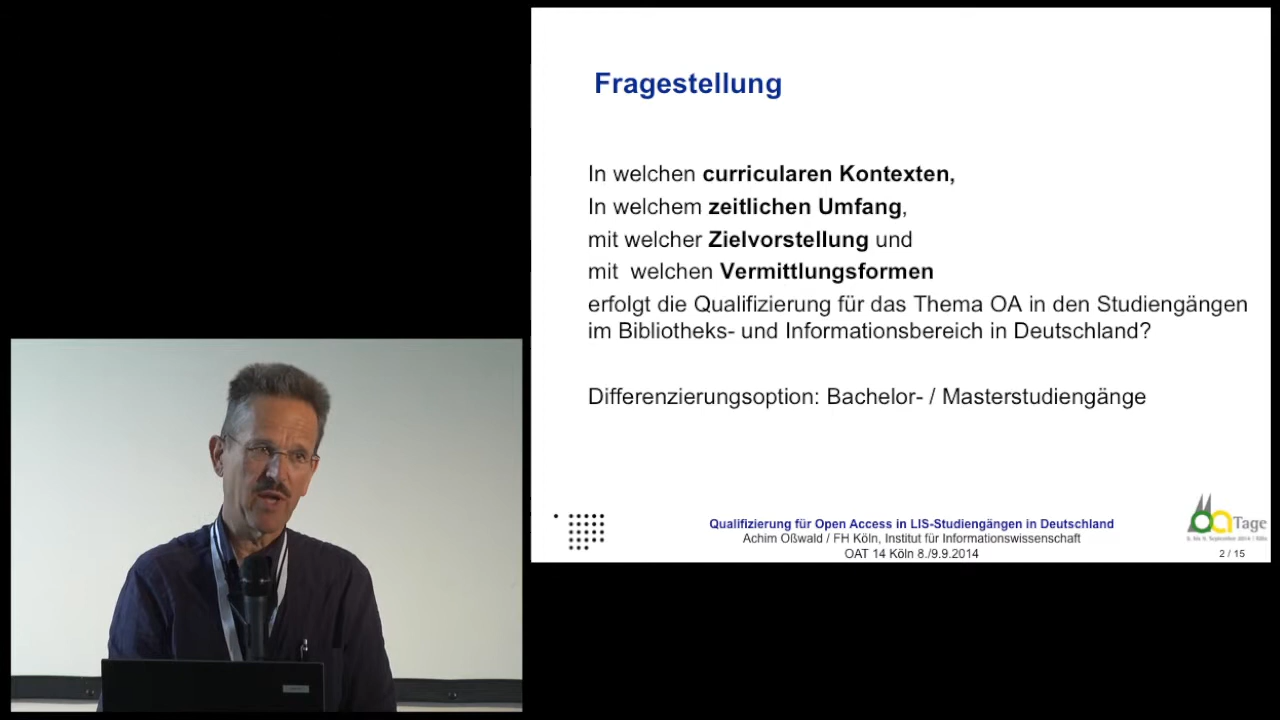 Fragestellung
In welchen curricularen Kontexten,
In welchem zeitlichen Umfang,
mit welcher Zielvorstellung und
mit welchen Vermittlungsformen
erfolgt die Qualifizierung für das Thema OA in den Studiengängen
im Bibliotheks- und Informationsbereich in Deutschland?
Differenzierungsoption: Bachelor- / Masterstudiengänge
Qualifizierung für Open Access in LIS-Studiengängen in Deutschland
Achim Oßwald / FH Köln, Institut für Informationswissenschaft
OAT 14 Köln 8./9.9.2014
oa Tage
2 / 15